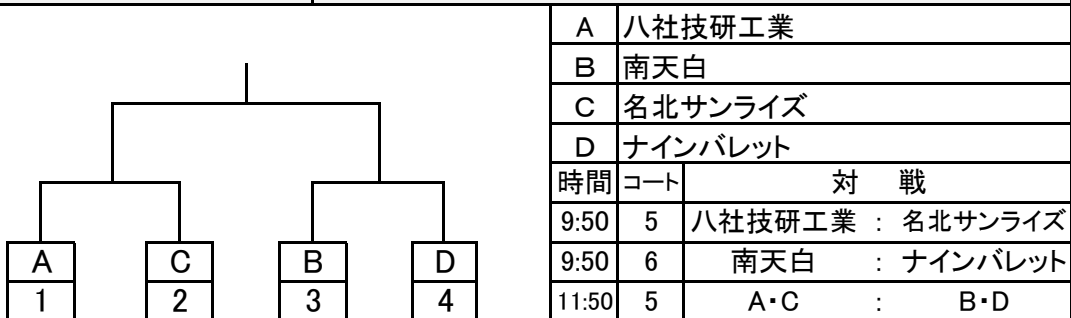 A 八社技研工業
B 南天白
C 名北サンライズ
D ナインバレット
時間 コート 対 戦
9:50 5 八社技研工業 : 名北サンライズ
9:50 6 南天白 : ナインバレット
11:50 5 A・C : B・D
A C B D
1 2 3 4